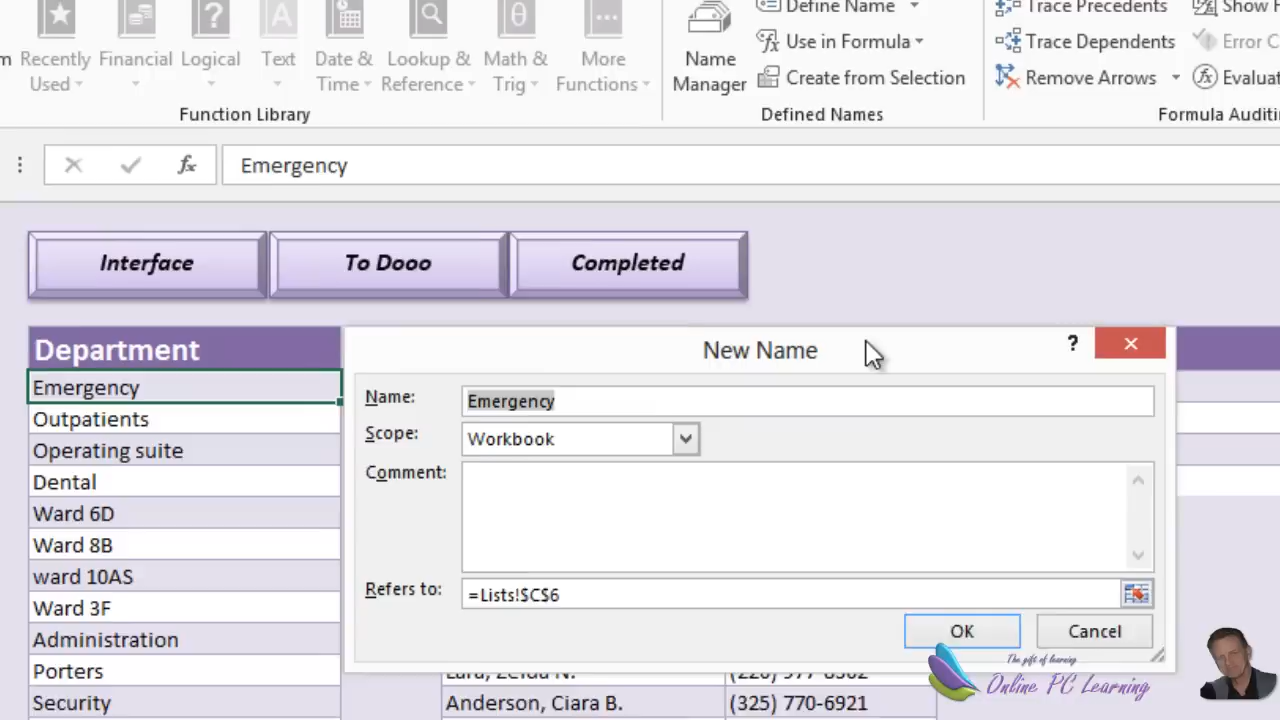 Define Name
Trace Precedents
Show
m
Recently Used
Financial
Logical
Text
Date & Time
Lookup & Reference
Math & Trig
More Functions
Name Manager
Use in Formula
Create from Selection
Trace Dependents
Error C
Remove Arrows
Evaluat
Function Library
Defined Names
Formula Auditi
fx
Emergency
Interface
To Dooo
Completed
Department
Emergency
Outpatients
Operating suite
Dental
Ward 6D
Ward 8B
ward 10AS
Ward 3F
Administration
Porters
Security
New Name
?
Name:
Emergency
Scope:
Workbook
Comment:
Refers to:
=Lists!$C$6
OK
Cancel
Anderson, Ciara B.
(325) 770-6921
The gift of learning
Online PC Learning